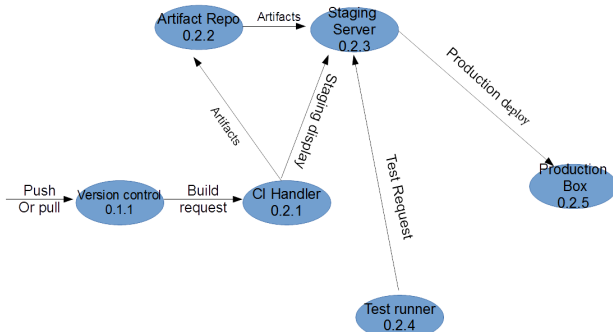 Artifact Repo
0.2.2
Artifacts
Staging
Server
0.2.3
Production deploy
Artifacts
Staging display
Test Request
Push
Or pull
Version control
0.1.1
Build
request
CI Handler
0.2.1
Production
Box
0.2.5
Test runner
0.2.4